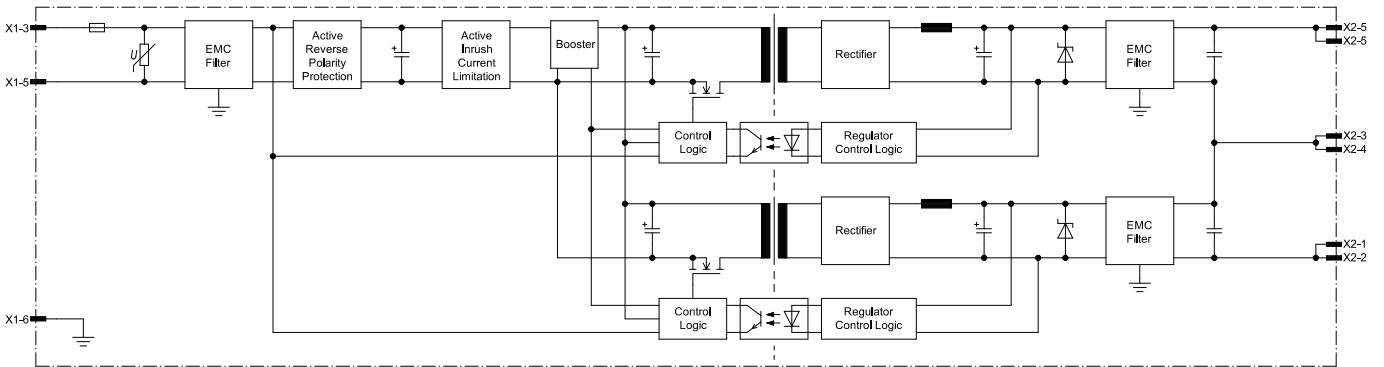 X1-3
X1-5
X1-6
U
EMC
Filter
Active
Reverse
Polarity
Protection
+
Active
Inrush
Current
Limitation
Booster
+
Rectifier
+
EMC
Filter
X2-5
X2-5
Control
Logic
Regulator
Control Logic
X2-3
X2-4
+
Rectifier
+
EMC
Filter
X2-1
X2-2
Control
Logic
Regulator
Control Logic